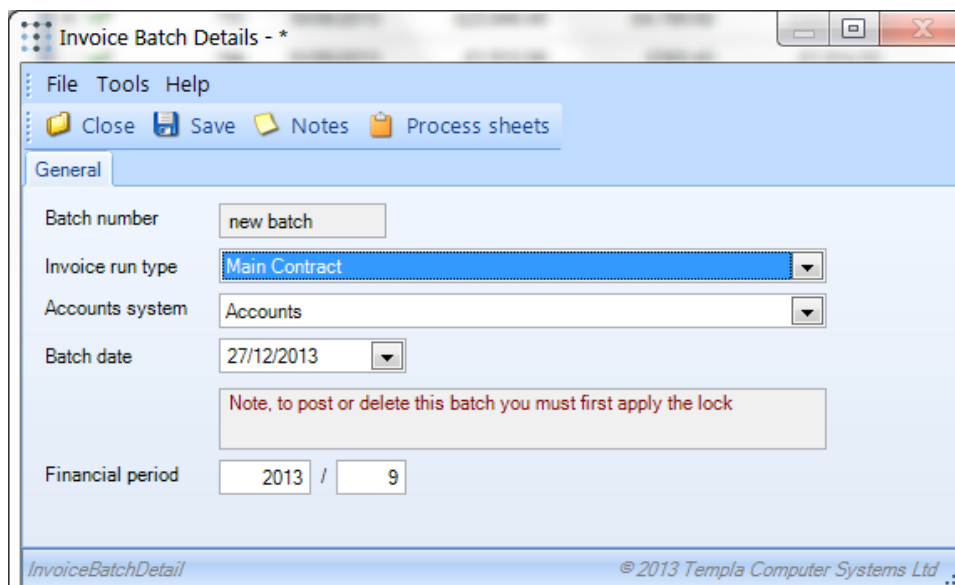 Invoice Batch Details - *
File Tools Help
Close Save Notes Process sheets
General
Batch number new batch
Invoice run type Main Contract
Accounts system Accounts
Batch date 27/12/2013
Note, to post or delete this batch you must first apply the lock
Financial period 2013 / 9
InvoiceBatchDetail © 2013 Templa Computer Systems Ltd